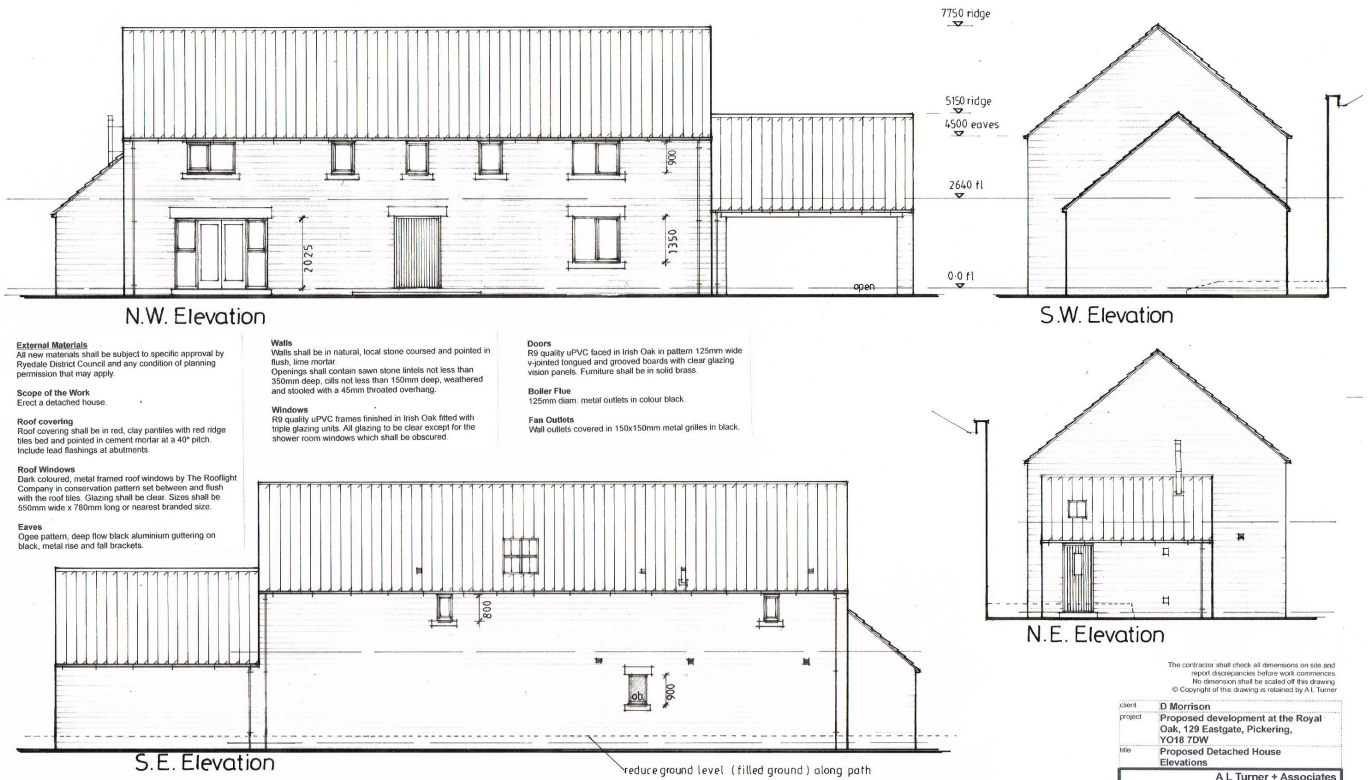 7750 ridge
5150 ridge
4500 eaves
2640 fl
0·0 fl
900
1350
2025
open
N.W. Elevation
S.W. Elevation
External Materials
All new materials shall be subject to specific approval by
Ryedale District Council and any condition of planning
permission that may apply.
Scope of the Work
Erect a detached house.
Roof covering
Roof covering shall be in red, clay pantiles with red ridge
tiles bed and pointed in cement mortar at a 40° pitch.
Include lead flashings at abutments
Roof Windows
Dark coloured, metal framed roof windows by The Rooflight
Company in conservation pattern set between and flush
with the roof tiles. Glazing shall be clear. Sizes shall be
550mm wide x 780mm long or nearest branded size.
Eaves
Ogee pattern, deep flow black aluminium guttering on
black, metal rise and fall brackets.
Walls
Walls shall be in natural, local stone coursed and pointed in
flush, lime mortar.
Openings shall contain sawn stone lintels not less than
350mm deep, cills not less than 150mm deep, weathered
and stooled with a 45mm throated overhang.
Windows
R9 quality uPVC frames finished in Irish Oak fitted with
triple glazing units. All glazing to be clear except for the
shower room windows which shall be obscured.
Doors
R9 quality uPVC faced in Irish Oak in pattern 125mm wide
v-jointed tongued and grooved boards with clear glazing
vision panels. Furniture shall be in solid brass.
Boiler Flue
125mm diam. metal outlets in colour black.
Fan Outlets
Wall outlets covered in 150x150mm metal grilles in black.
800
ob.
900
S.E. Elevation
reduce ground level (filled ground) along path
N.E. Elevation
The contractor shall check all dimensions on site and
report discrepancies before work commences
No dimension shall be scaled off this drawing
© Copyright of this drawing is retained by A L Turner
client D Morrison
project Proposed development at the Royal
Oak, 129 Eastgate, Pickering,
YO18 7DW
title Proposed Detached House
Elevations
A L Turner + Associates